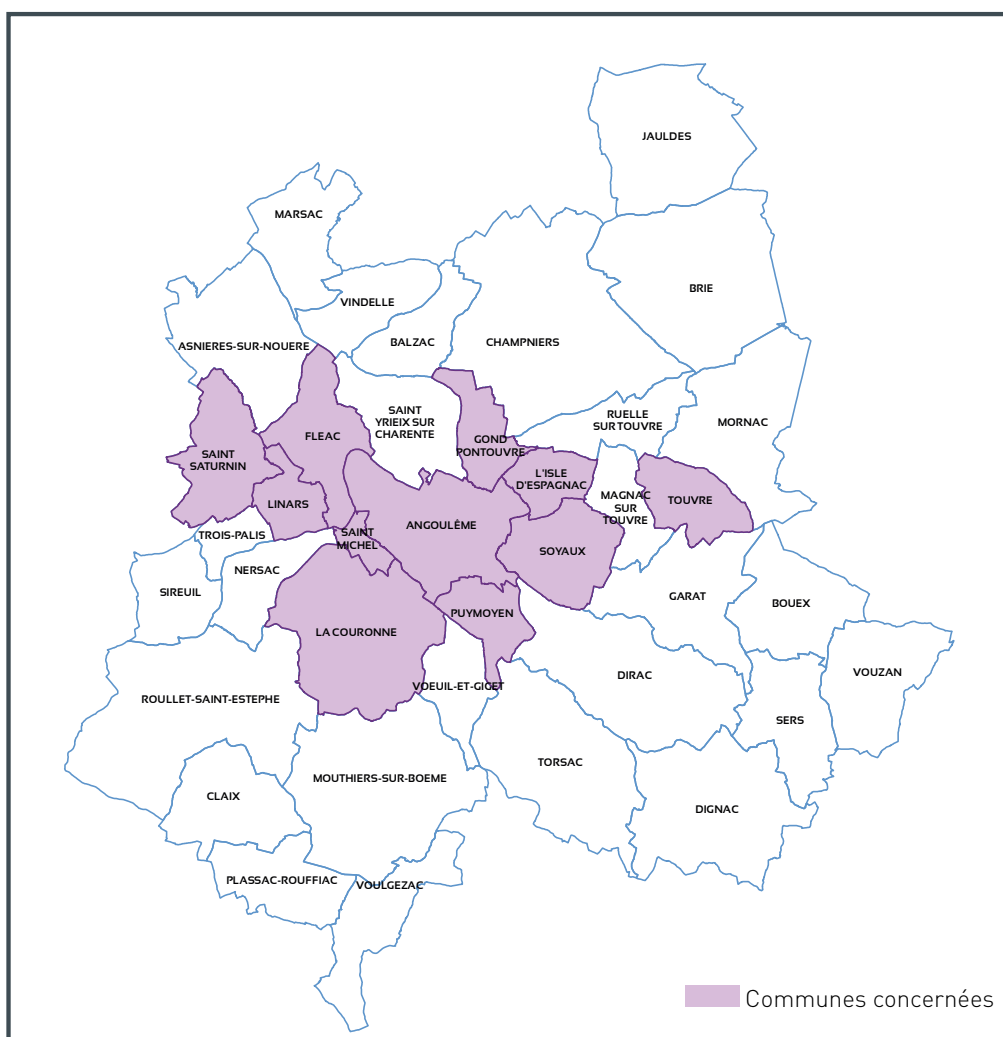 JAULDES
MARSAC
BRIE
VINDELLE
BALZAC
CHAMPNIERS
ASNIERES-SUR-NOUERE
SAINT
YRIEIX SUR
CHARENTE
RUELLE
SUR TOUVRE
MORNAC
FLEAC
GOND
PONTOUVRE
SAINT
SATURNIN
L'ISLE
D'ESPAGNAC
MAGNAC
SUR
TOUVRE
TOUVRE
LINARS
ANGOULÊME
TROIS-PALIS
SAINT
MICHEL
SOYAUX
NERSAC
SIREUIL
GARAT
BOUEX
PUYMOYEN
LA COURONNE
DIRAC
VOUZAN
VOEUIL-ET-GIGET
ROULLET-SAINT-ESTEPHE
SERS
TORSAC
MOUTHIERS-SUR-BOEME
CLAIX
DIGNAC
PLASSAC-ROUFFIAC
VOULGEZAC
Communes concernées